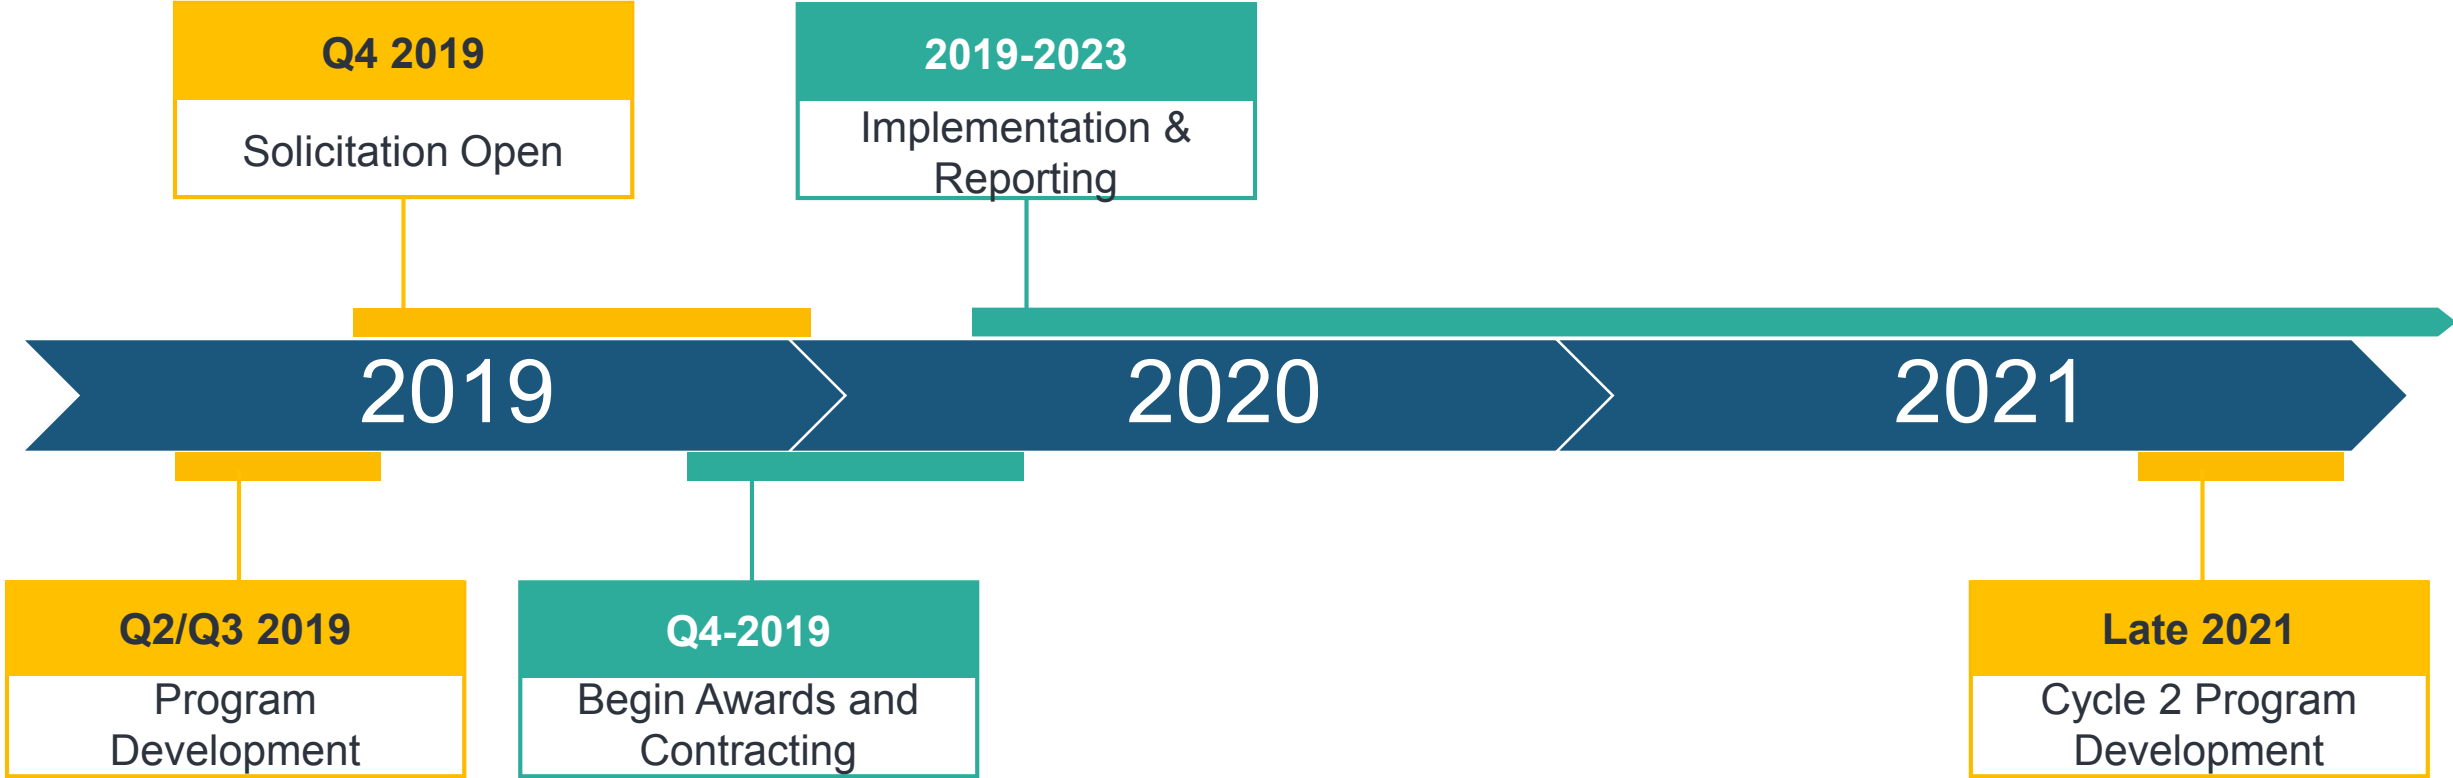 Q4 2019
Solicitation Open
2019-2023
Implementation &
Reporting
2019
2020
2021
Q2/Q3 2019
Program
Development
Q4-2019
Begin Awards and
Contracting
Late 2021
Cycle 2 Program
Development